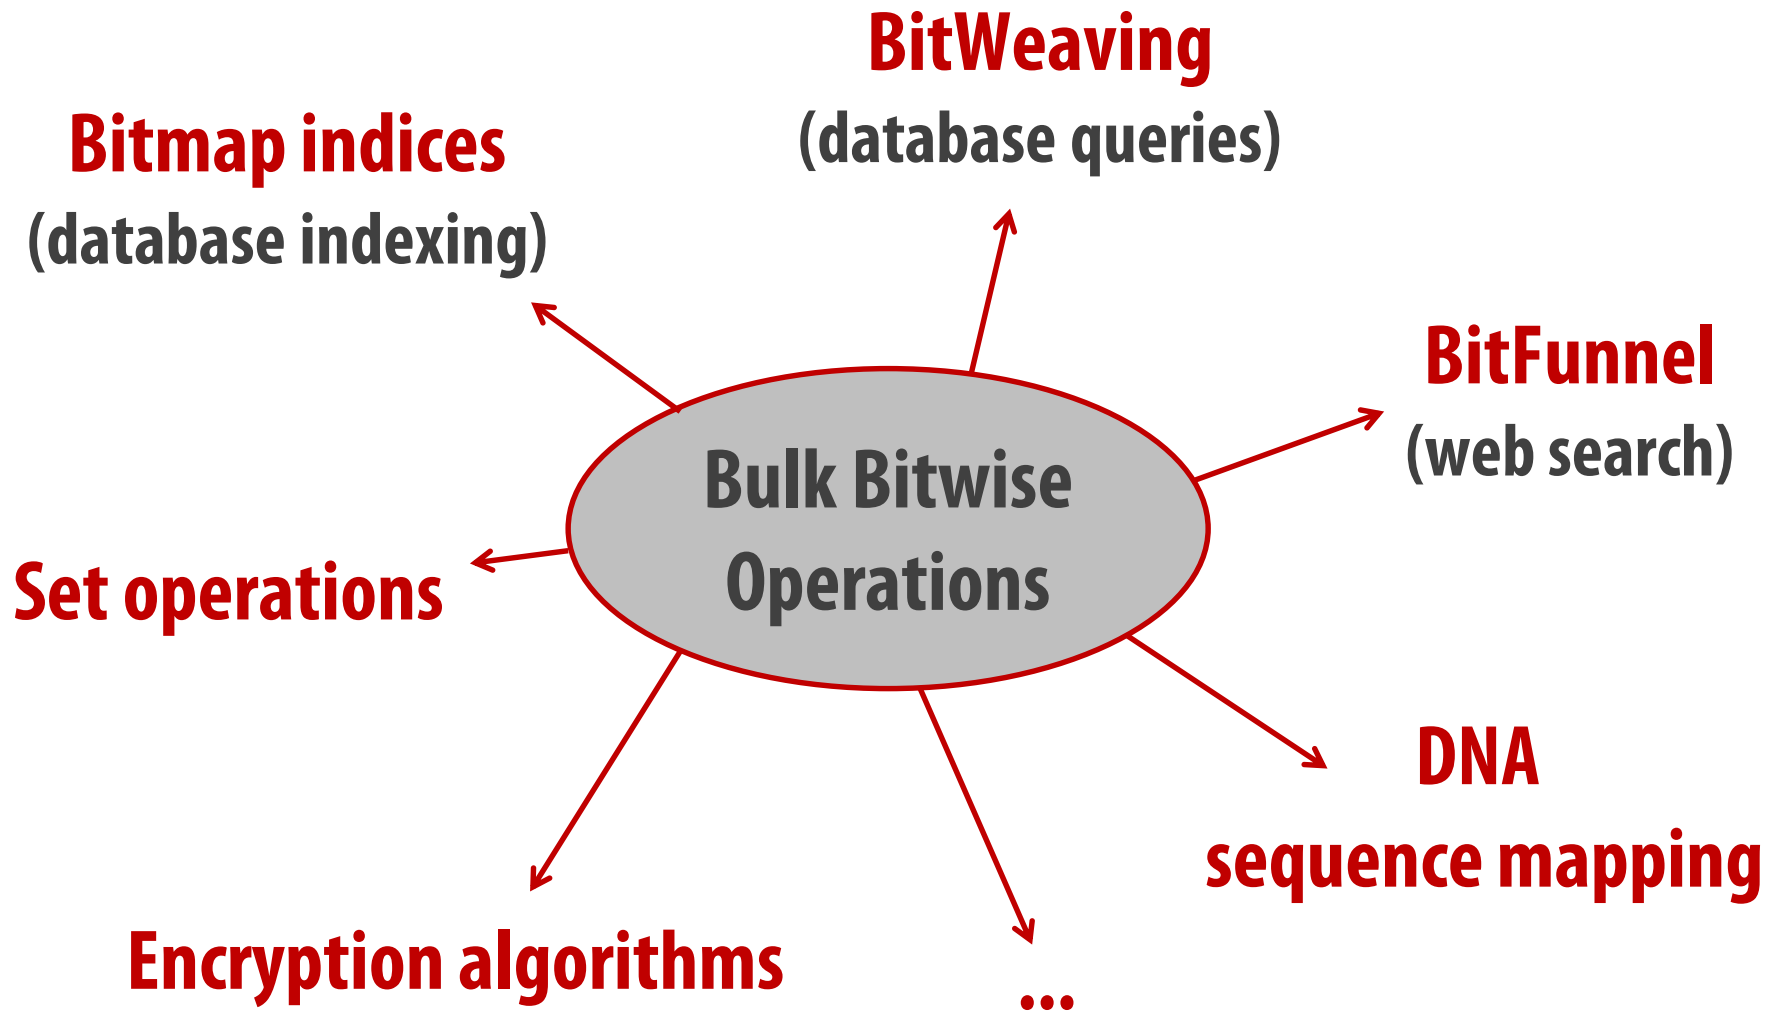 BitWeaving
(database queries)
Bitmap indices
(database indexing)
BitFunnel
(web search)
Bulk Bitwise
Operations
Set operations
DNA
sequence mapping
Encryption algorithms
...